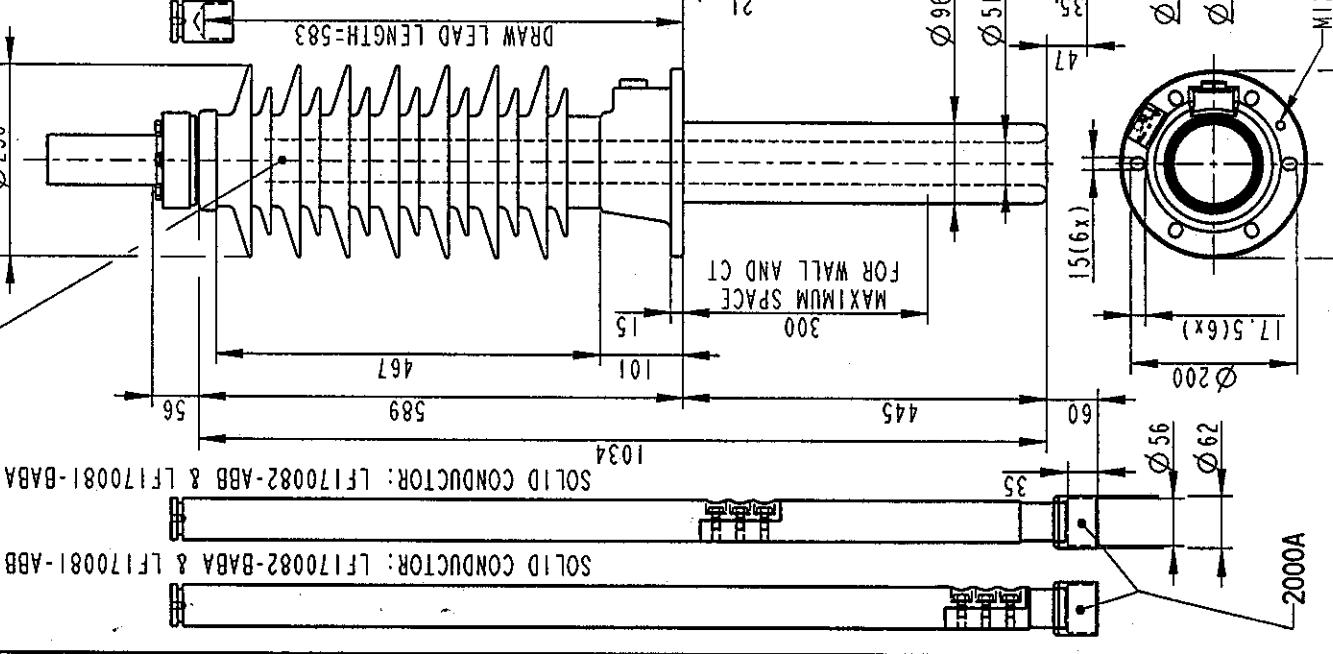 DRAW LEAD LENGTH=583
21
35
47
15(6x)
17.5(6x)
Ø200
MAXIMUM SPACE
FOR WALL AND CT
300
15
101
467
56
589
445
60
1034
35
Ø56
Ø62
SOLID CONDUCTOR: LF170082-ABB & LF170081-BABA
SOLID CONDUCTOR: LF170082-BABA & LF170081-ABB
2000A